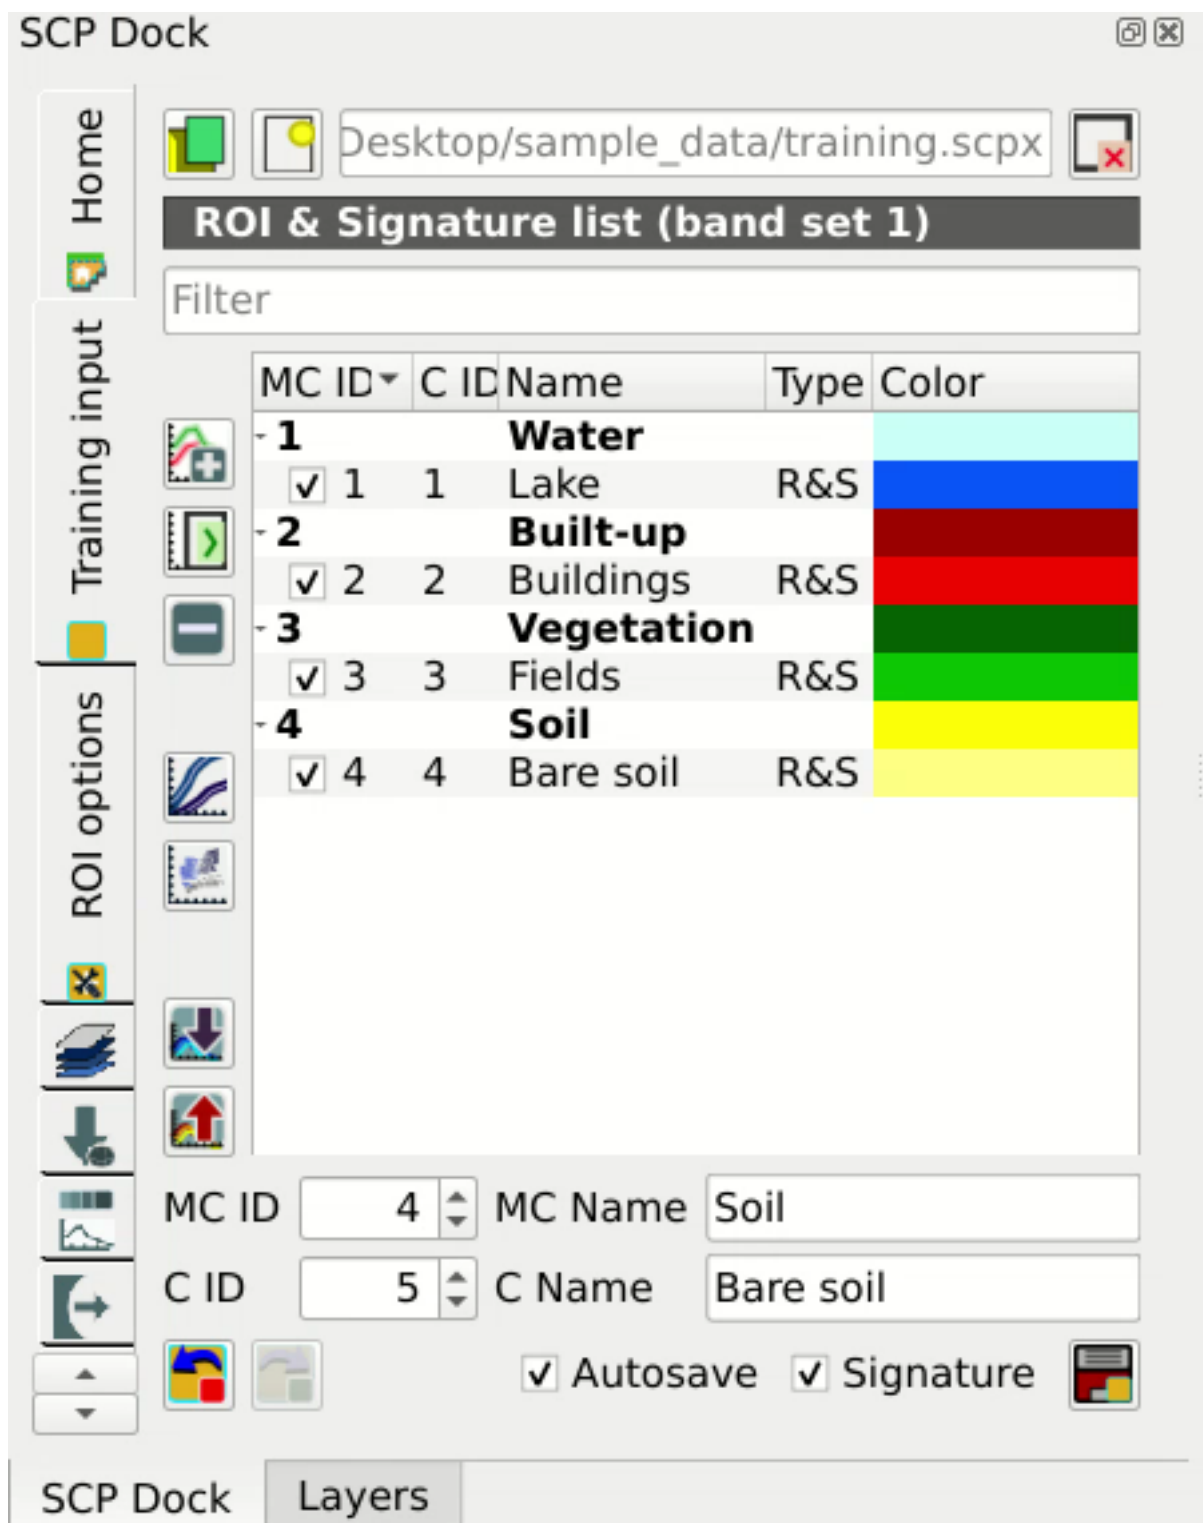 SCP Dock
Home
Training input
ROI options
Desktop/sample_data/training.scpx
ROI & Signature list (band set 1)
Filter
MC ID C ID Name Type Color
1 Water
1 1 Lake R&S
2 Built-up
2 2 Buildings R&S
3 Vegetation
3 3 Fields R&S
4 Soil
4 4 Bare soil R&S
MC ID 4 MC Name Soil
C ID 5 C Name Bare soil
Autosave Signature
SCP Dock Layers